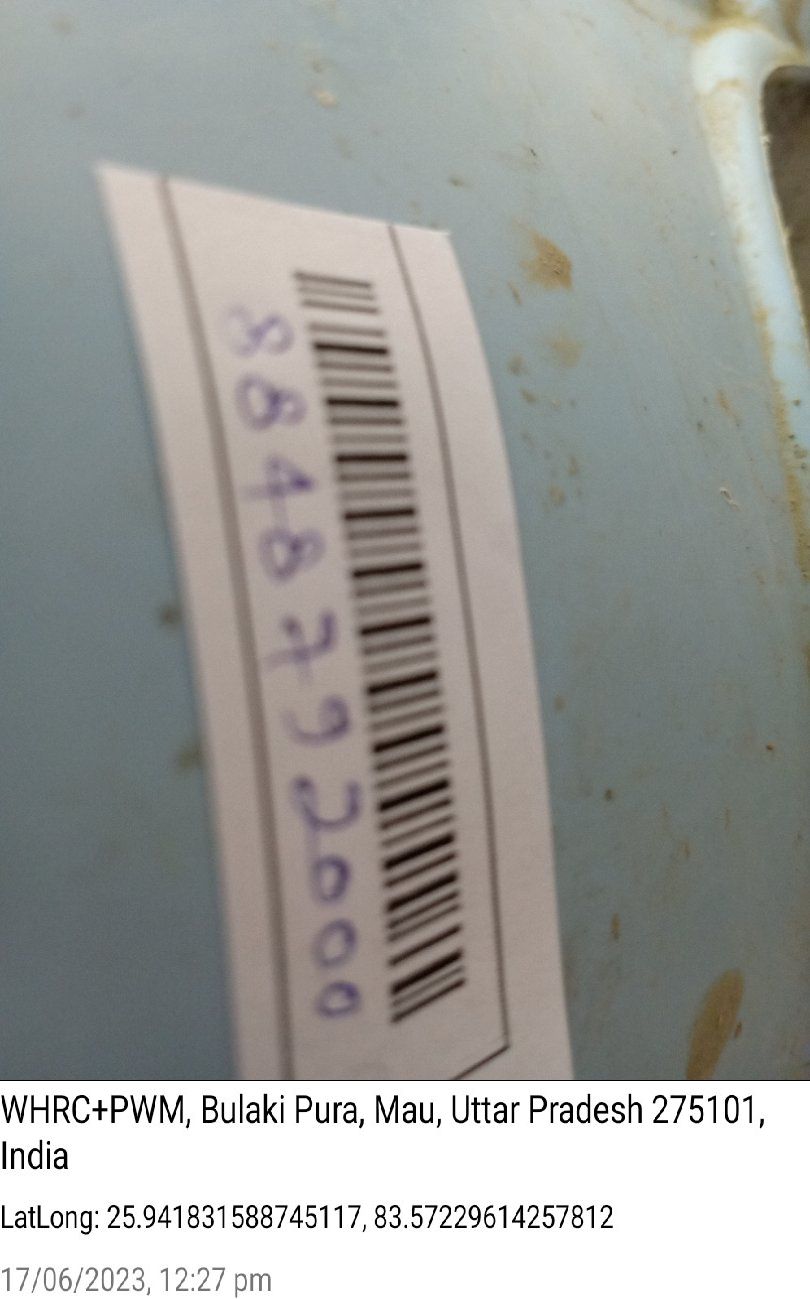 8848792000
WHRC+PWM, Bulaki Pura, Mau, Uttar Pradesh 275101,
India
LatLong: 25.941831588745117, 83.57229614257812
17/06/2023, 12:27 pm